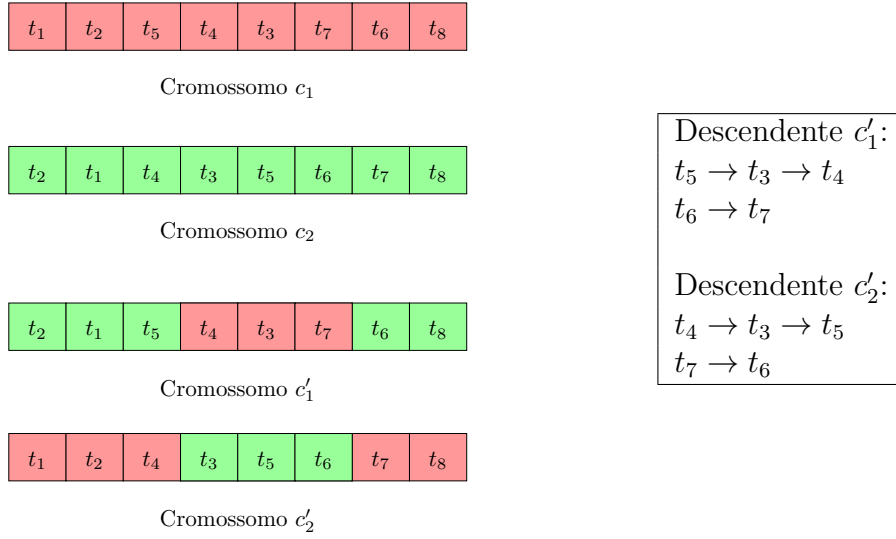 t₁ t₂ t₅ t₄ t₃ t₇ t₆ t₈
Cromossomo c₁
t₂ t₁ t₄ t₃ t₅ t₆ t₇ t₈
Cromossomo c₂
t₂ t₁ t₅ t₄ t₃ t₇ t₆ t₈
Cromossomo c′₁
t₁ t₂ t₄ t₃ t₅ t₆ t₇ t₈
Cromossomo c′₂
Descendente c′₁:
t₅ → t₃ → t₄
t₆ → t₇
Descendente c′₂:
t₄ → t₃ → t₅
t₇ → t₆